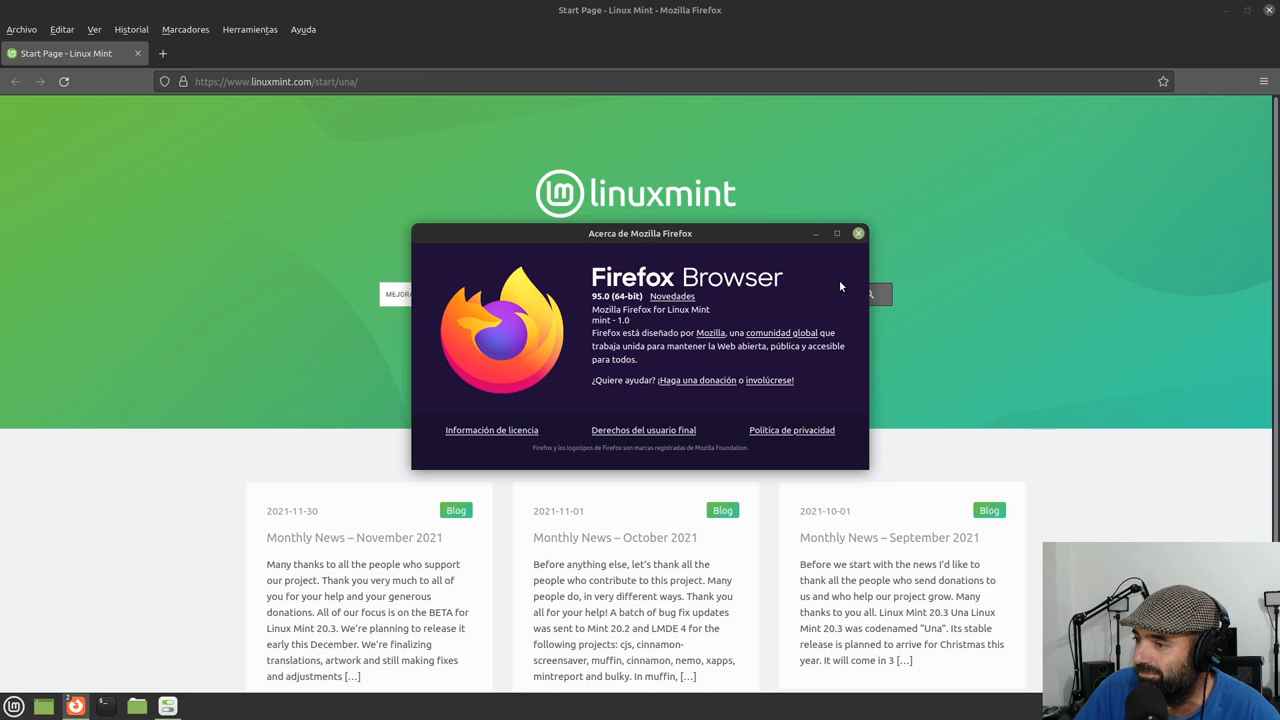 Start Page - Linux Mint - Mozilla Firefox
Archivo Editar Ver Historial Marcadores Herramientas Ayuda
Start Page - Linux Mint
https://www.linuxmint.com/start/una/
linuxmint
Acerca de Mozilla Firefox
MEJORA
Firefox Browser
95.0 (64-bit) Novedades
Mozilla Firefox for Linux Mint
mint - 1.0
Firefox está diseñado por Mozilla, una comunidad global que
trabaja unida para mantener la Web abierta, pública y accesible
para todos.
¿Quiere ayudar? ¡Haga una donación o involúcrese!
Información de licencia Derechos del usuario final Política de privacidad
Firefox y los logotipos de Firefox son marcas registradas de Mozilla Foundation.
2021-11-30 Blog
Monthly News – November 2021
Many thanks to all the people who support
our project. Thank you very much to all of
you for your help and your generous
donations. All of our focus is on the BETA for
Linux Mint 20.3. We’re planning to release it
early this December. We’re finalizing
translations, artwork and still making fixes
and adjustments […]
2021-11-01 Blog
Monthly News – October 2021
Before anything else, let’s thank all the
people who contribute to this project. Many
people do, in very different ways. Thank you
all for your help! A batch of bug fix updates
was sent to Mint 20.2 and LMDE 4 for the
following projects: cjs, cinnamon-
screensaver, muffin, cinnamon, nemo, xapps,
mintreport and bulky. In muffin, […]
2021-10-01 Blog
Monthly News – September 2021
Before we start with the news I’d like to
thank all the people who send donations to
us and who help our project grow. Many
thanks to you all. Linux Mint 20.3 Una Linux
Mint 20.3 was codenamed “Una”. Its stable
release is planned to arrive for Christmas this
year. It will come in 3 […]
2